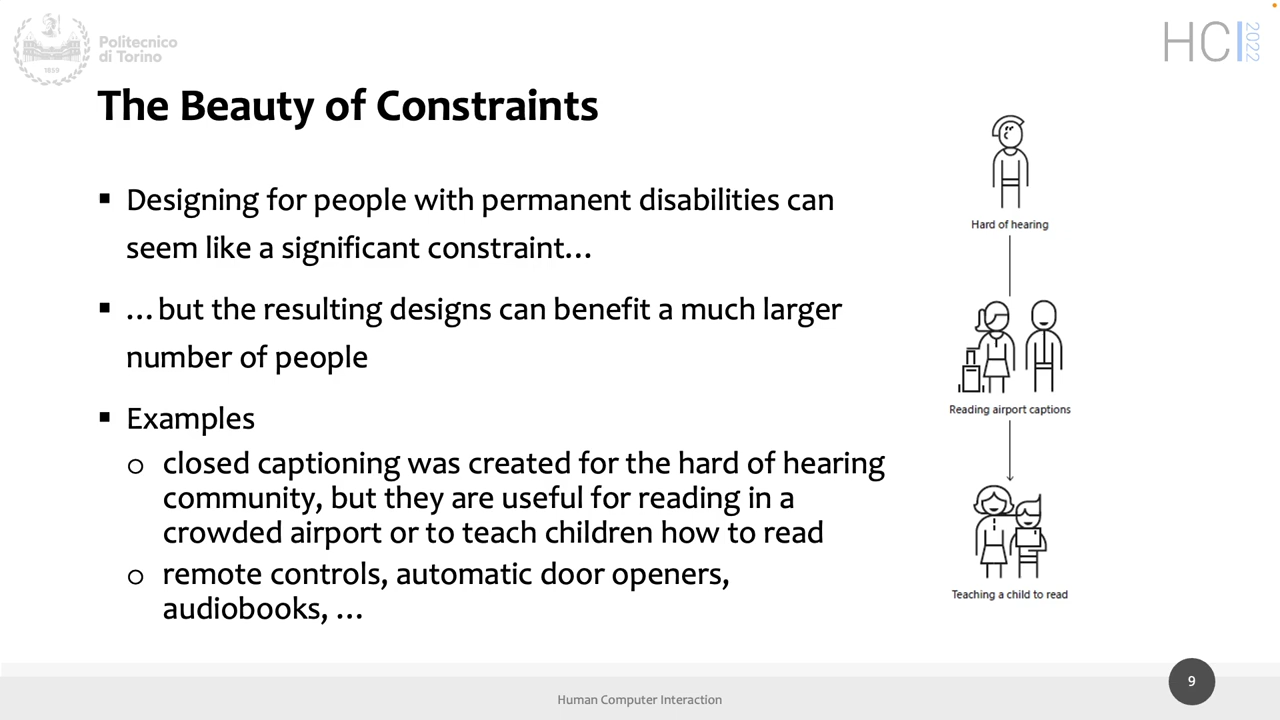 Politecnico
di Torino
1859
HCI 2022
The Beauty of Constraints
▪ Designing for people with permanent disabilities can
seem like a significant constraint…
▪ …but the resulting designs can benefit a much larger
number of people
▪ Examples
o closed captioning was created for the hard of hearing
community, but they are useful for reading in a
crowded airport or to teach children how to read
o remote controls, automatic door openers,
audiobooks, …
Hard of hearing
Reading airport captions
Teaching a child to read
Human Computer Interaction
9